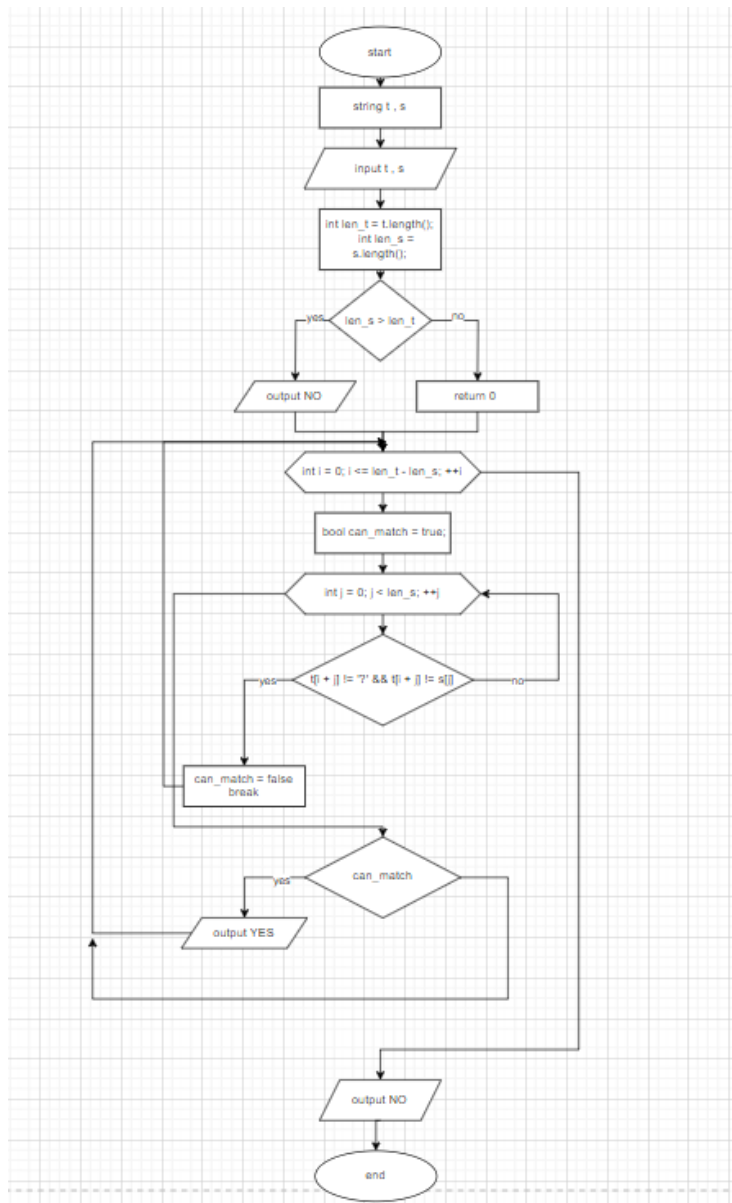 start
string t , s
input t , s
int len_t = t.length();
int len_s =
s.length();
len_s > len_t
yes
no
output NO
return 0
int i = 0; i <= len_t - len_s; ++i
bool can_match = true;
int j = 0; j < len_s; ++j
t[i + j] != '?' && t[i + j] != s[j]
yes
no
can_match = false
break
can_match
yes
output YES
output NO
end